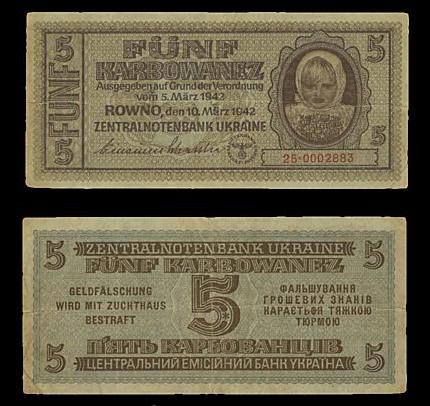 5 FÜNF 5
KARBOWANEZ
FÜNF
Ausgegeben auf Grund der Verordnung
vom 5. März 1942
ROWNO, den 10. März 1942
ZENTRALNOTENBANK UKRAINE
5 5
25·0002883
5 ZENTRALNOTENBANK UKRAINE 5
FÜNF KARBOWANEZ
GELDFÄLSCHUNG
WIRD MIT ZUCHTHAUS
BESTRAFT
5
ФАЛЬШУВАННЯ
ГРОШЕВИХ ЗНАКІВ
КАРАЄТЬСЯ ТЯЖКОЮ
ТЮРМОЮ
П'ЯТЬ КАРБОВАНЦІВ
5 ЦЕНТРАЛЬНИЙ ЕМІСІЙНИЙ БАНК УКРАЇНА 5